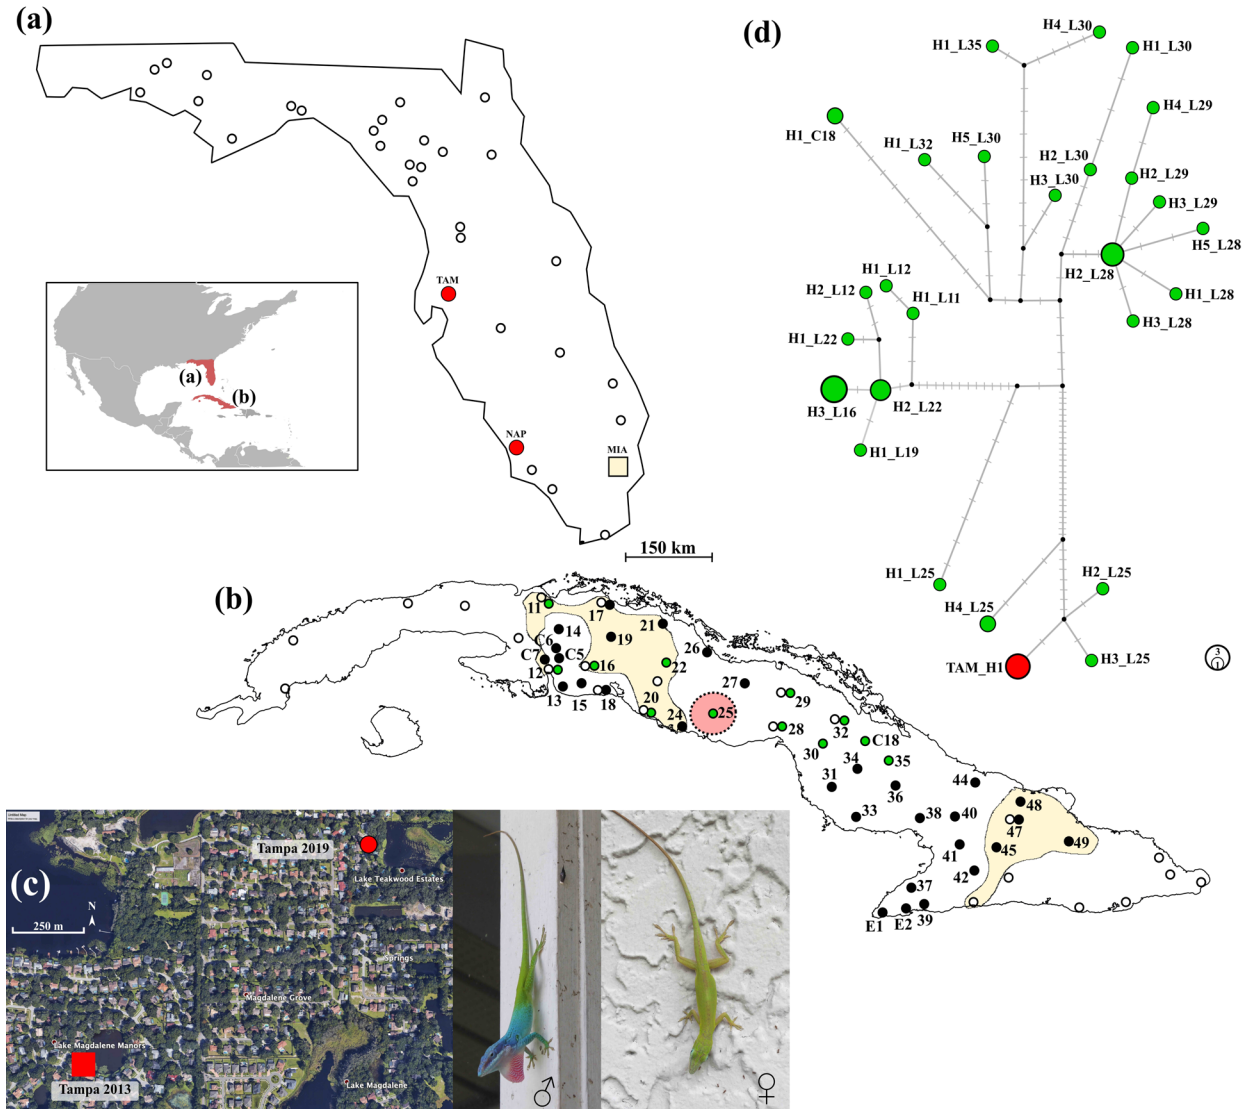 (a)
TAM
NAP
MIA
(a)
(b)
150 km
(b)
11
17
14
C6
19
21
C7
C5
16
22
26
12
27
13
15
18
20
24
25
29
28
32
30
C18
34
35
31
36
33
38
40
44
48
47
45
49
41
42
37
E1
E2
39
(c)
Tampa 2019
Lake Teakwood Estates
N
250 m
Springs
Magdalene Grove
Lake Magdalene Manors
Tampa 2013
Lake Magdalene
♂
♀
(d)
H4_L30
H1_L35
H1_L30
H1_C18
H4_L29
H1_L32
H5_L30
H2_L30
H3_L30
H2_L29
H3_L29
H5_L28
H2_L28
H1_L28
H3_L28
H1_L12
H2_L12
H1_L11
H1_L22
H3_L16
H2_L22
H1_L19
H1_L25
H4_L25
H2_L25
TAM_H1
H3_L25
3
1